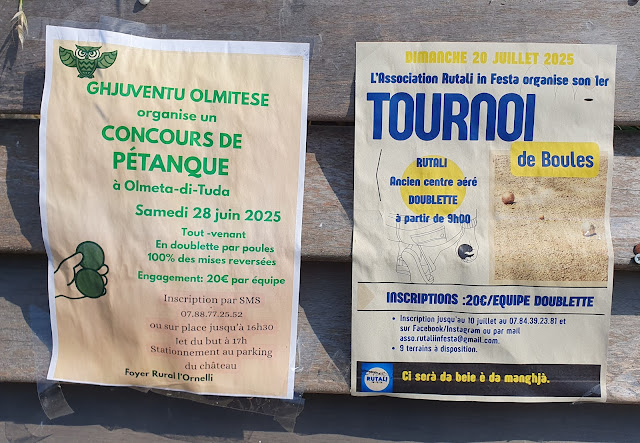 GHJUVENTU OLMITESE
organise un
CONCOURS DE
PÉTANQUE
à Olmeta-di-Tuda
Samedi 28 juin 2025
Tout -venant
En doublette par poules
100% des mises reversées
Engagement: 20€ par équipe
Inscription par SMS
07.88.77.25.52
ou sur place jusqu'à 16h30
jet du but à 17h
Stationnement au parking
du château
Foyer Rural l'Ornelli
DIMANCHE 20 JUILLET 2025
L'Association Rutali in Festa organise son 1er
TOURNOI
de Boules
RUTALI
Ancien centre aéré
DOUBLETTE
à partir de 9h00
INSCRIPTIONS :20€/EQUIPE DOUBLETTE
• Inscription jusqu'au 10 juillet au 07.84.39.23.81 et
sur Facebook/Instagram ou par mail
asso.rutaliinfesta@gmail.com.
• 9 terrains à disposition.
RUTALI
Ci serà da beie è da manghjà.